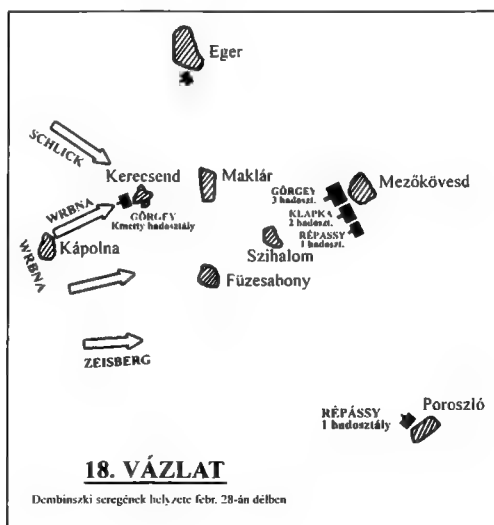 Eger
SCHLICK
Kerecsend
Maklár
Mezőkövesd
GÖRGEY
3 hadoszt.
KLAPKA
2 hadoszt.
RÉPÁSSY
1 hadoszt.
WRBNA
GÖRGEY
Kmetty hadosztály
Kápolna
WRBNA
Szihalom
Füzesabony
ZEISBERG
RÉPÁSSY
1 hadosztály
Poroszló
18. VÁZLAT
Dembinszki seregének helyzete febr. 28-án délben